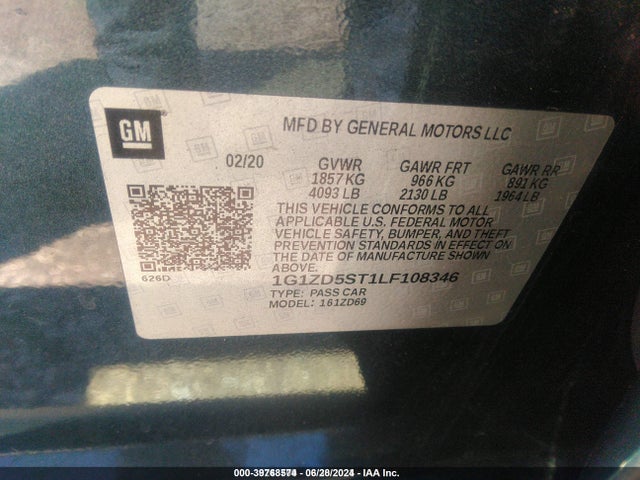 GM
MFD BY GENERAL MOTORS LLC
02/20 GVWR GAWR FRT GAWR RR
1857 KG 966 KG 891 KG
4093 LB 2130 LB 1964 LB
THIS VEHICLE CONFORMS TO ALL
APPLICABLE U.S. FEDERAL MOTOR
VEHICLE SAFETY, BUMPER, AND THEFT
PREVENTION STANDARDS IN EFFECT ON
THE DATE OF MANUFACTURE SHOWN
ABOVE.
626D
1G1ZD5ST1LF108346
TYPE: PASS CAR
MODEL: 161ZD69
06/28/2024 - IAA Inc.